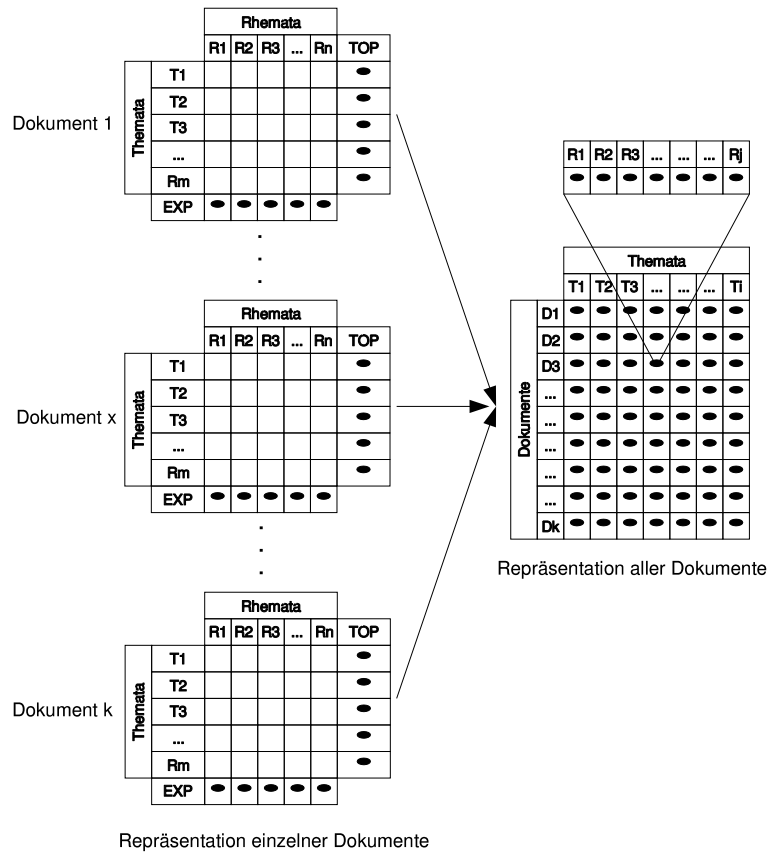 Rhemata
R1 R2 R3 ... Rn TOP
Dokument 1
Themata
T1
T2
T3
...
Rm
EXP
.
.
.
Rhemata
R1 R2 R3 ... Rn TOP
Dokument x
Themata
T1
T2
T3
...
Rm
EXP
.
.
.
Rhemata
R1 R2 R3 ... Rn TOP
Dokument k
Themata
T1
T2
T3
...
Rm
EXP
Repräsentation einzelner Dokumente
R1 R2 R3 ... ... ... Rj
Themata
T1 T2 T3 ... ... ... Ti
Dokumente
D1
D2
D3
...
...
...
...
...
Dk
Repräsentation aller Dokumente